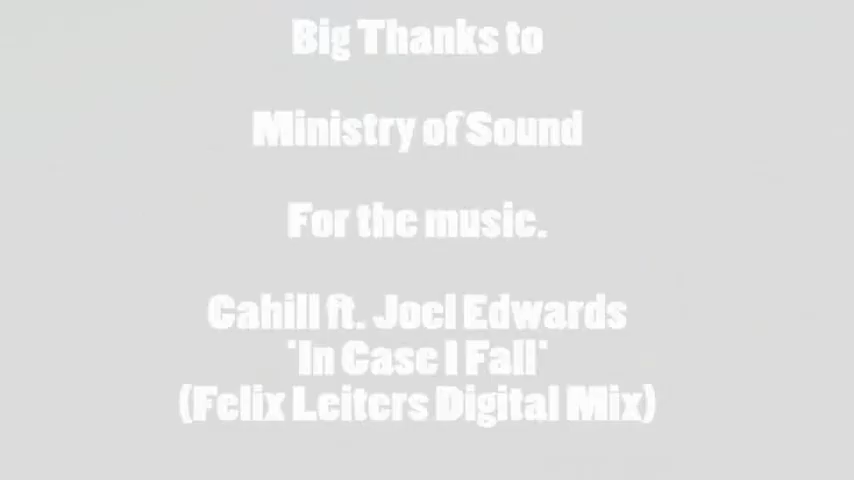 Big Thanks to
Ministry of Sound
For the music.
Cahill ft. Joel Edwards
'In Case I Fall'
(Felix Leiters Digital Mix)